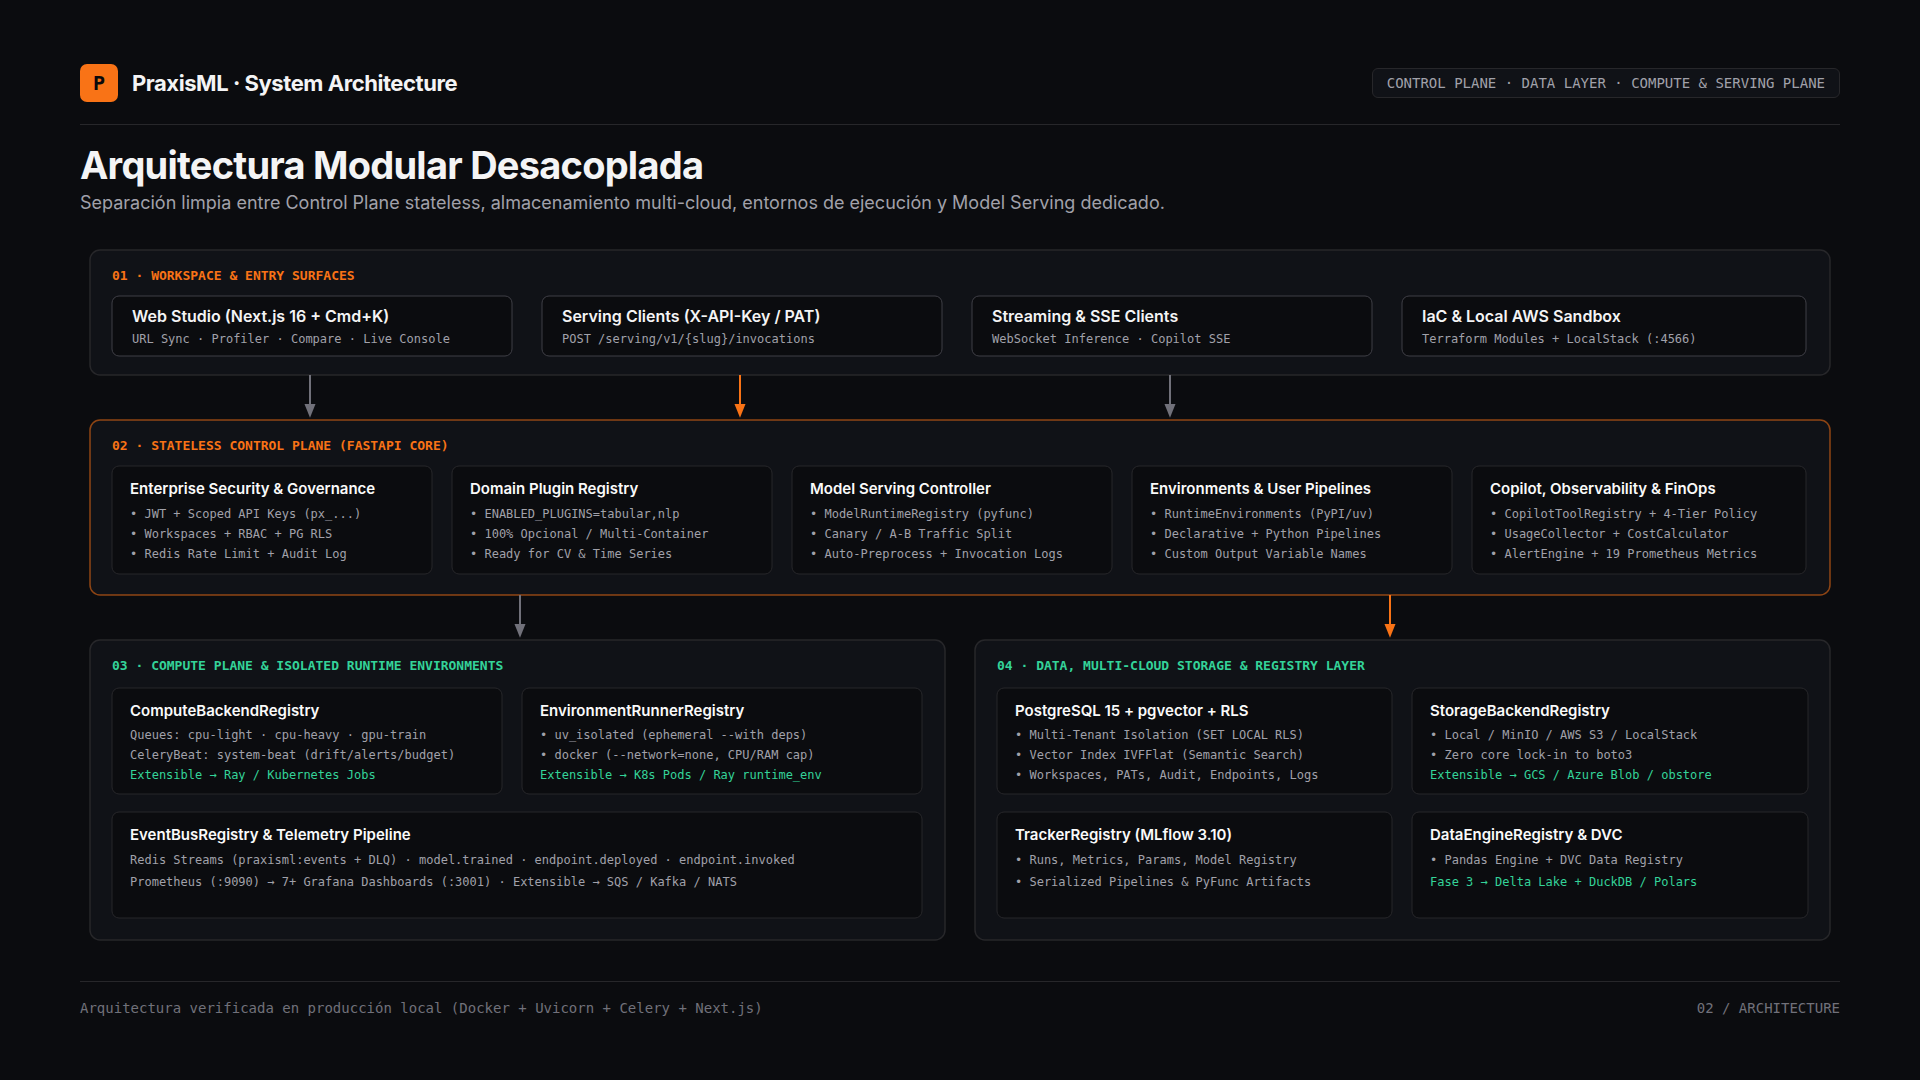 P
PraxisML · System Architecture
CONTROL PLANE · DATA LAYER · COMPUTE & SERVING PLANE
Arquitectura Modular Desacoplada
Separación limpia entre Control Plane stateless, almacenamiento multi-cloud, entornos de ejecución y Model Serving dedicado.
01 · WORKSPACE & ENTRY SURFACES
Web Studio (Next.js 16 + Cmd+K)
URL Sync · Profiler · Compare · Live Console
Serving Clients (X-API-Key / PAT)
POST /serving/v1/{slug}/invocations
Streaming & SSE Clients
WebSocket Inference · Copilot SSE
IaC & Local AWS Sandbox
Terraform Modules + LocalStack (:4566)
02 · STATELESS CONTROL PLANE (FASTAPI CORE)
Enterprise Security & Governance
• JWT + Scoped API Keys (px_...)
• Workspaces + RBAC + PG RLS
• Redis Rate Limit + Audit Log
Domain Plugin Registry
• ENABLED_PLUGINS=tabular,nlp
• 100% Opcional / Multi-Container
• Ready for CV & Time Series
Model Serving Controller
• ModelRuntimeRegistry (pyfunc)
• Canary / A-B Traffic Split
• Auto-Preprocess + Invocation Logs
Environments & User Pipelines
• RuntimeEnvironments (PyPI/uv)
• Declarative + Python Pipelines
• Custom Output Variable Names
Copilot, Observability & FinOps
• CopilotToolRegistry + 4-Tier Policy
• UsageCollector + CostCalculator
• AlertEngine + 19 Prometheus Metrics
03 · COMPUTE PLANE & ISOLATED RUNTIME ENVIRONMENTS
ComputeBackendRegistry
Queues: cpu-light · cpu-heavy · gpu-train
CeleryBeat: system-beat (drift/alerts/budget)
Extensible → Ray / Kubernetes Jobs
EnvironmentRunnerRegistry
• uv_isolated (ephemeral --with deps)
• docker (--network=none, CPU/RAM cap)
Extensible → K8s Pods / Ray runtime_env
EventBusRegistry & Telemetry Pipeline
Redis Streams (praxisml:events + DLQ) · model.trained · endpoint.deployed · endpoint.invoked
Prometheus (:9090) → 7+ Grafana Dashboards (:3001) · Extensible → SQS / Kafka / NATS
04 · DATA, MULTI-CLOUD STORAGE & REGISTRY LAYER
PostgreSQL 15 + pgvector + RLS
• Multi-Tenant Isolation (SET LOCAL RLS)
• Vector Index IVFFlat (Semantic Search)
• Workspaces, PATs, Audit, Endpoints, Logs
StorageBackendRegistry
• Local / MinIO / AWS S3 / LocalStack
• Zero core lock-in to boto3
Extensible → GCS / Azure Blob / obstore
TrackerRegistry (MLflow 3.10)
• Runs, Metrics, Params, Model Registry
• Serialized Pipelines & PyFunc Artifacts
DataEngineRegistry & DVC
• Pandas Engine + DVC Data Registry
Fase 3 → Delta Lake + DuckDB / Polars
Arquitectura verificada en producción local (Docker + Uvicorn + Celery + Next.js)
02 / ARCHITECTURE